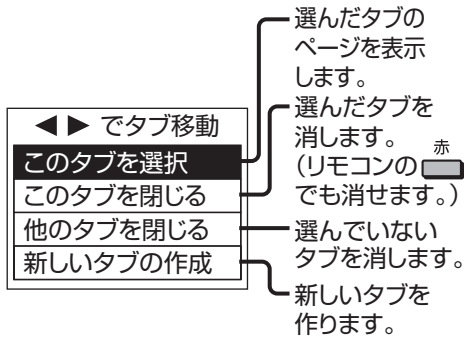 ◀ ▶ でタブ移動
このタブを選択
このタブを閉じる
他のタブを閉じる
新しいタブの作成
選んだタブの
ページを表示
します。
選んだタブを
消します。
赤
(リモコンの
でも消せます。)
選んでいない
タブを消します。
新しいタブを
作ります。